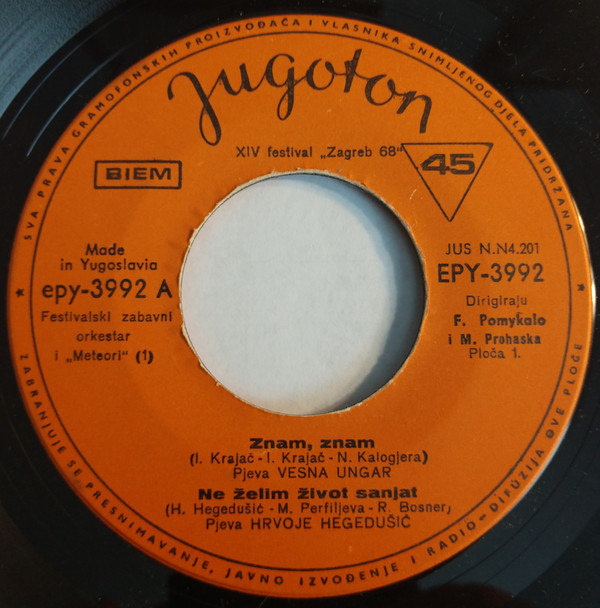 SVA PRAVA GRAMOFONSKIH PROIZVOĐAČA I VLASNIKA SNIMLJENOG DJELA PRIDRŽANA
Jugoton
XIV festival „Zagreb 68"
45
BIEM
Made
in Yugoslavia
epy-3992 A
Festivalski zabavni
orkestar
i „Meteori" (1)
JUS N.N4.201
EPY-3992
Dirigiraju
F. Pomykalo
i M. Prohaska
Ploča 1.
Znam, znam
(I. Krajač - I. Krajač - N. Kalogjera)
Pjeva VESNA UNGAR
Ne želim život sanjat
(H. Hegedušić - M. Perfiljeva - R. Bosner)
Pjeva HRVOJE HEGEDUŠIĆ
★ ZABRANJUJE SE PRESNIMAVANJE, JAVNO IZVOĐENJE I RADIO-DIFUZIJA OVE PLOČE ★